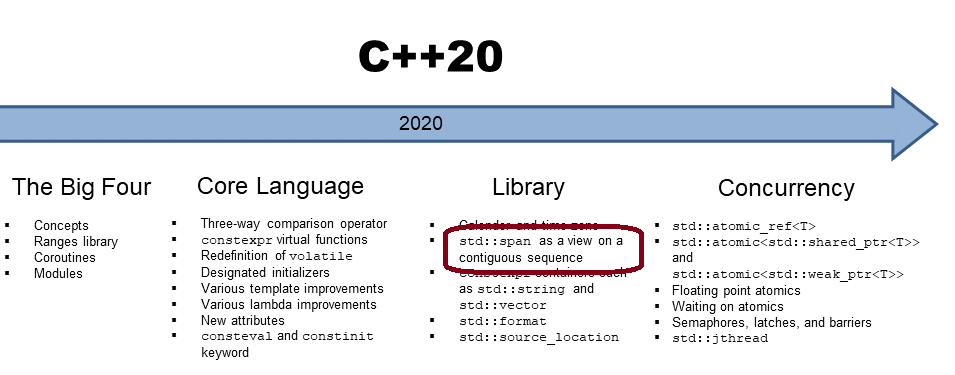 C++20
2020
The Big Four
Concepts
Ranges library
Coroutines
Modules
Core Language
Three-way comparison operator
constexpr virtual functions
Redefinition of volatile
Designated initializers
Various template improvements
Various lambda improvements
New attributes
consteval and constinit
keyword
Library
Calendar and time zone
std::span as a view on a
contiguous sequence
constexpr containers such
as std::string and
std::vector
std::format
std::source_location
Concurrency
std::atomic_ref<T>
std::atomic<std::shared_ptr<T>>
and
std::atomic<std::weak_ptr<T>>
Floating point atomics
Waiting on atomics
Semaphores, latches, and barriers
std::jthread